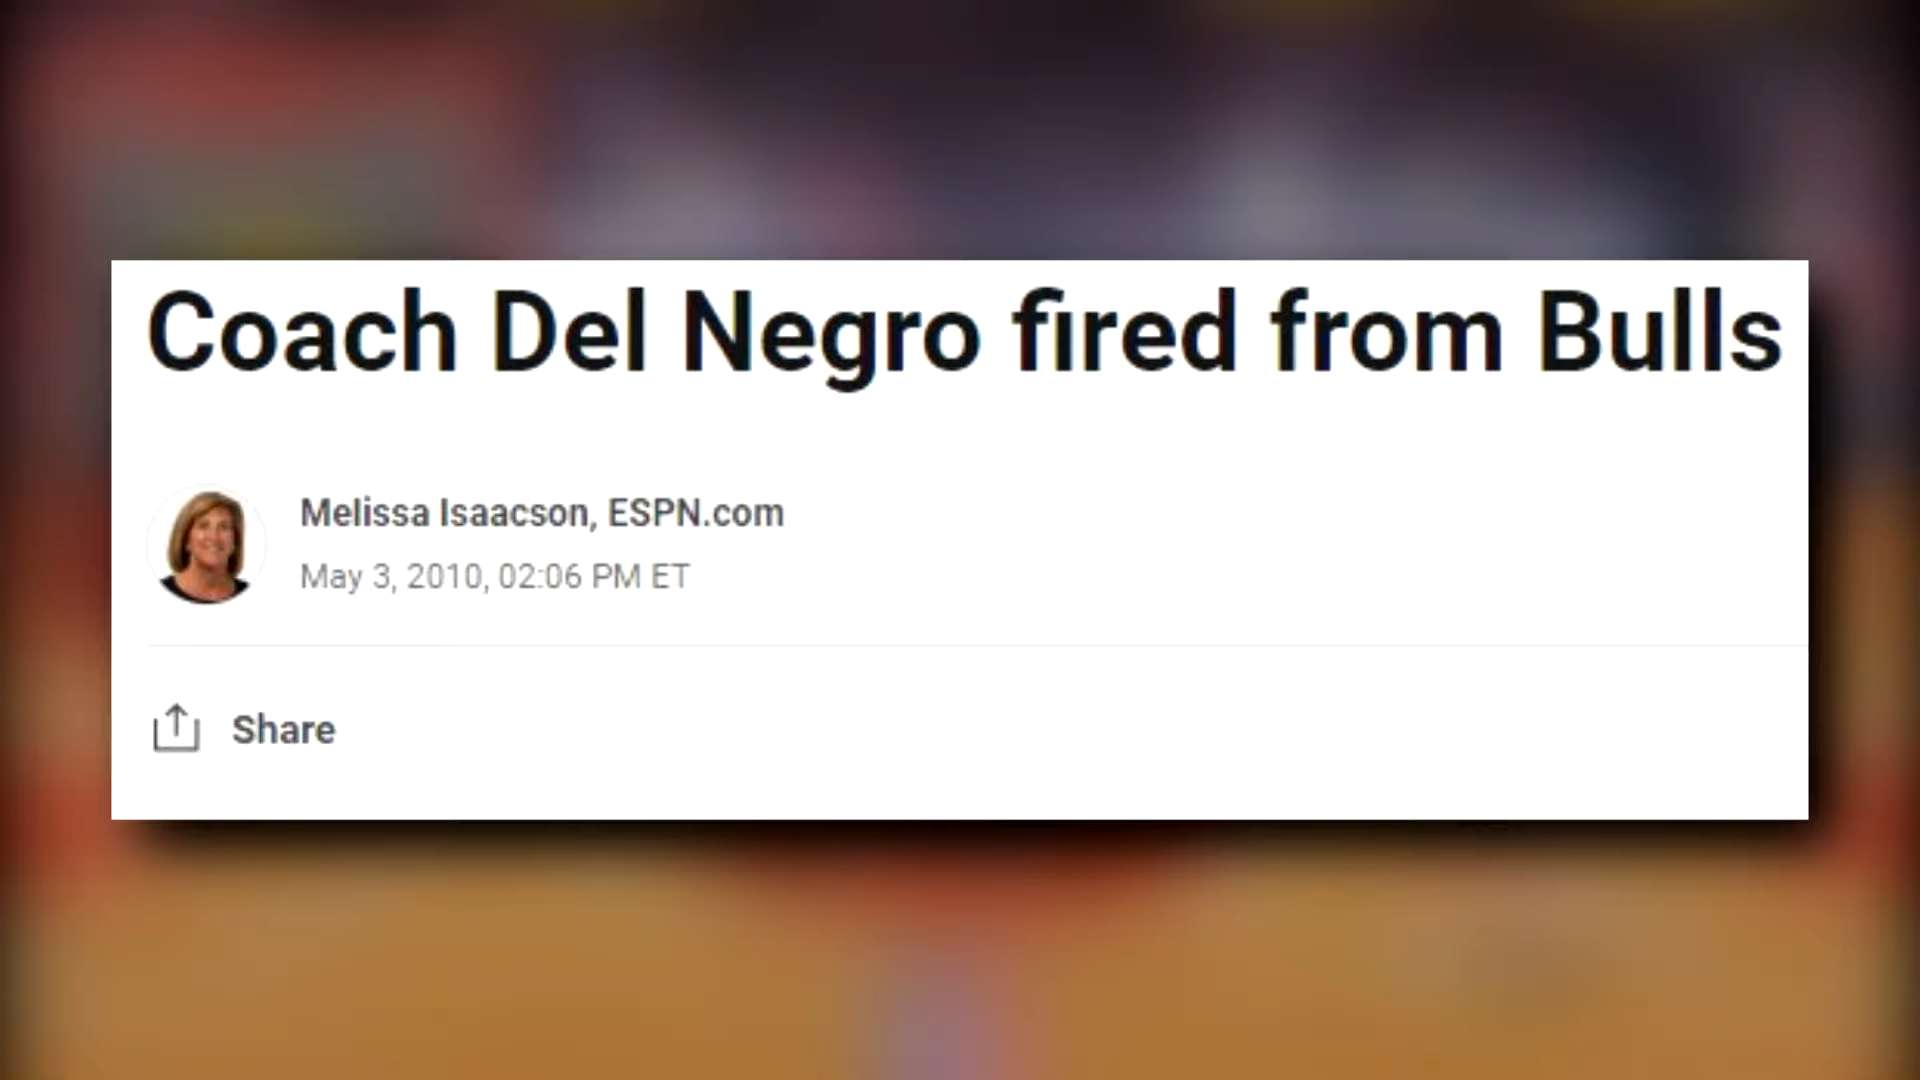 Coach Del Negro fired from Bulls
Melissa Isaacson, ESPN.com
May 3, 2010, 02:06 PM ET
Share